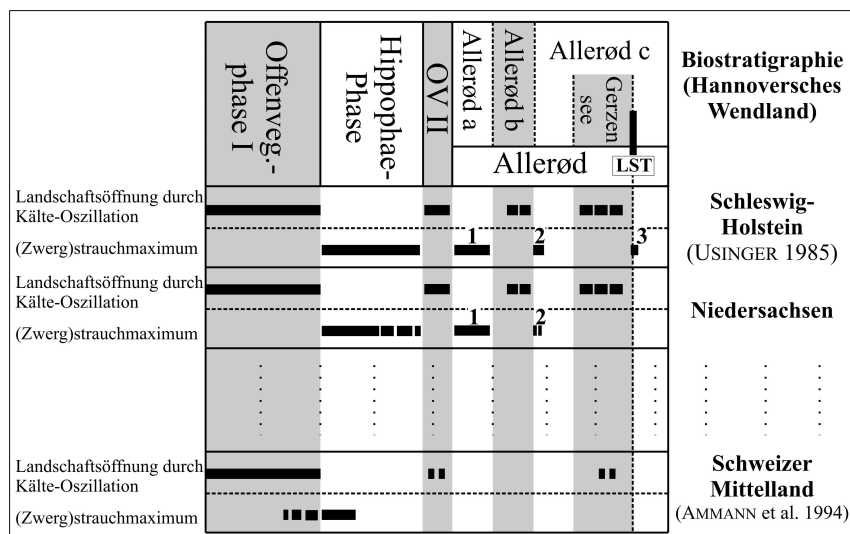 Offenveg.-
phase I
Hippophae-
Phase
OV II
Allerød a
Allerød b
Allerød c
Gerzen
see
Allerød
LST
Biostratigraphie
(Hannoversches
Wendland)
Landschaftsöffnung durch
Kälte-Oszillation
(Zwerg)strauchmaximum
1
2
3
Schleswig-
Holstein
(USINGER 1985)
Landschaftsöffnung durch
Kälte-Oszillation
(Zwerg)strauchmaximum
1
2
Niedersachsen
Landschaftsöffnung durch
Kälte-Oszillation
(Zwerg)strauchmaximum
Schweizer
Mittelland
(AMMANN et al. 1994)